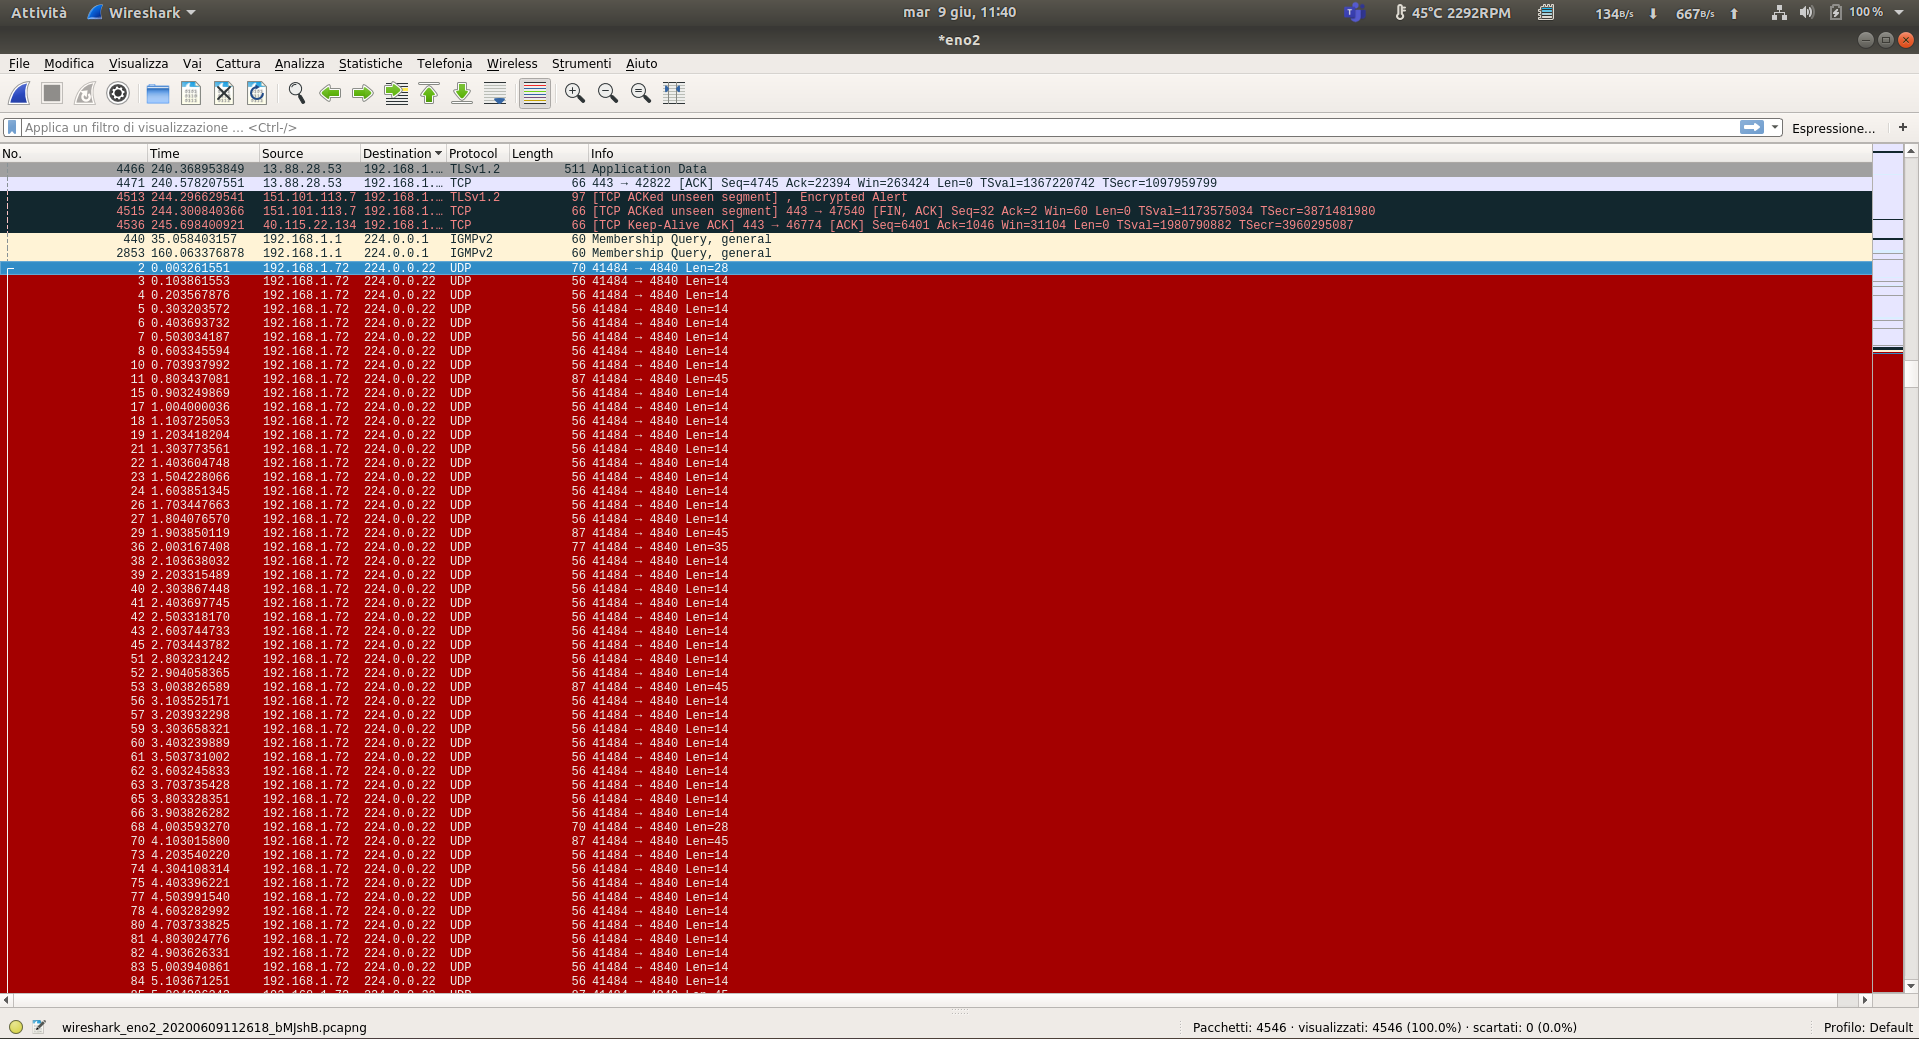 Attività Wireshark mar 9 giu, 11:40 45°C 2292RPM 134B/s 667B/s 100 %
*eno2
File Modifica Visualizza Vai Cattura Analizza Statistiche Telefonia Wireless Strumenti Aiuto
Applica un filtro di visualizzazione ... <Ctrl-/> Espressione... +
No. Time Source Destination Protocol Length Info
4466 240.368953849 13.88.28.53 192.168.1.… TLSv1.2 511 Application Data
4471 240.578207551 13.88.28.53 192.168.1.… TCP 66 443 → 42822 [ACK] Seq=4745 Ack=22394 Win=263424 Len=0 TSval=1367220742 TSecr=1097959799
4513 244.296629541 151.101.113.7 192.168.1.… TLSv1.2 97 [TCP ACKed unseen segment] , Encrypted Alert
4515 244.300840366 151.101.113.7 192.168.1.… TCP 66 [TCP ACKed unseen segment] 443 → 47540 [FIN, ACK] Seq=32 Ack=2 Win=60 Len=0 TSval=1173575034 TSecr=3871481980
4536 245.698400921 40.115.22.134 192.168.1.… TCP 66 [TCP Keep-Alive ACK] 443 → 46774 [ACK] Seq=6401 Ack=1046 Win=31104 Len=0 TSval=1980790882 TSecr=3960295087
440 35.058403157 192.168.1.1 224.0.0.1 IGMPv2 60 Membership Query, general
2853 160.063376878 192.168.1.1 224.0.0.1 IGMPv2 60 Membership Query, general
2 0.003261551 192.168.1.72 224.0.0.22 UDP 70 41484 → 4840 Len=28
3 0.103861553 192.168.1.72 224.0.0.22 UDP 56 41484 → 4840 Len=14
4 0.203567876 192.168.1.72 224.0.0.22 UDP 56 41484 → 4840 Len=14
5 0.303203572 192.168.1.72 224.0.0.22 UDP 56 41484 → 4840 Len=14
6 0.403693732 192.168.1.72 224.0.0.22 UDP 56 41484 → 4840 Len=14
7 0.503034187 192.168.1.72 224.0.0.22 UDP 56 41484 → 4840 Len=14
8 0.603345594 192.168.1.72 224.0.0.22 UDP 56 41484 → 4840 Len=14
10 0.703937992 192.168.1.72 224.0.0.22 UDP 56 41484 → 4840 Len=14
11 0.803437081 192.168.1.72 224.0.0.22 UDP 87 41484 → 4840 Len=45
15 0.903249869 192.168.1.72 224.0.0.22 UDP 56 41484 → 4840 Len=14
17 1.004000036 192.168.1.72 224.0.0.22 UDP 56 41484 → 4840 Len=14
18 1.103725053 192.168.1.72 224.0.0.22 UDP 56 41484 → 4840 Len=14
19 1.203418204 192.168.1.72 224.0.0.22 UDP 56 41484 → 4840 Len=14
21 1.303773561 192.168.1.72 224.0.0.22 UDP 56 41484 → 4840 Len=14
22 1.403604748 192.168.1.72 224.0.0.22 UDP 56 41484 → 4840 Len=14
23 1.504228066 192.168.1.72 224.0.0.22 UDP 56 41484 → 4840 Len=14
24 1.603851345 192.168.1.72 224.0.0.22 UDP 56 41484 → 4840 Len=14
26 1.703447663 192.168.1.72 224.0.0.22 UDP 56 41484 → 4840 Len=14
27 1.804076570 192.168.1.72 224.0.0.22 UDP 56 41484 → 4840 Len=14
29 1.903850119 192.168.1.72 224.0.0.22 UDP 87 41484 → 4840 Len=45
36 2.003167408 192.168.1.72 224.0.0.22 UDP 77 41484 → 4840 Len=35
38 2.103638032 192.168.1.72 224.0.0.22 UDP 56 41484 → 4840 Len=14
39 2.203315489 192.168.1.72 224.0.0.22 UDP 56 41484 → 4840 Len=14
40 2.303867448 192.168.1.72 224.0.0.22 UDP 56 41484 → 4840 Len=14
41 2.403697745 192.168.1.72 224.0.0.22 UDP 56 41484 → 4840 Len=14
42 2.503318170 192.168.1.72 224.0.0.22 UDP 56 41484 → 4840 Len=14
43 2.603744733 192.168.1.72 224.0.0.22 UDP 56 41484 → 4840 Len=14
45 2.703443782 192.168.1.72 224.0.0.22 UDP 56 41484 → 4840 Len=14
51 2.803231242 192.168.1.72 224.0.0.22 UDP 56 41484 → 4840 Len=14
52 2.904058365 192.168.1.72 224.0.0.22 UDP 56 41484 → 4840 Len=14
53 3.003826589 192.168.1.72 224.0.0.22 UDP 87 41484 → 4840 Len=45
56 3.103525171 192.168.1.72 224.0.0.22 UDP 56 41484 → 4840 Len=14
57 3.203932298 192.168.1.72 224.0.0.22 UDP 56 41484 → 4840 Len=14
59 3.303658321 192.168.1.72 224.0.0.22 UDP 56 41484 → 4840 Len=14
60 3.403239889 192.168.1.72 224.0.0.22 UDP 56 41484 → 4840 Len=14
61 3.503731002 192.168.1.72 224.0.0.22 UDP 56 41484 → 4840 Len=14
62 3.603245833 192.168.1.72 224.0.0.22 UDP 56 41484 → 4840 Len=14
63 3.703735428 192.168.1.72 224.0.0.22 UDP 56 41484 → 4840 Len=14
65 3.803328351 192.168.1.72 224.0.0.22 UDP 56 41484 → 4840 Len=14
66 3.903826282 192.168.1.72 224.0.0.22 UDP 56 41484 → 4840 Len=14
68 4.003593270 192.168.1.72 224.0.0.22 UDP 70 41484 → 4840 Len=28
70 4.103015800 192.168.1.72 224.0.0.22 UDP 87 41484 → 4840 Len=45
73 4.203540220 192.168.1.72 224.0.0.22 UDP 56 41484 → 4840 Len=14
74 4.304108314 192.168.1.72 224.0.0.22 UDP 56 41484 → 4840 Len=14
75 4.403396221 192.168.1.72 224.0.0.22 UDP 56 41484 → 4840 Len=14
77 4.503991540 192.168.1.72 224.0.0.22 UDP 56 41484 → 4840 Len=14
78 4.603282992 192.168.1.72 224.0.0.22 UDP 56 41484 → 4840 Len=14
80 4.703733825 192.168.1.72 224.0.0.22 UDP 56 41484 → 4840 Len=14
81 4.803024776 192.168.1.72 224.0.0.22 UDP 56 41484 → 4840 Len=14
82 4.903626331 192.168.1.72 224.0.0.22 UDP 56 41484 → 4840 Len=14
83 5.003940861 192.168.1.72 224.0.0.22 UDP 56 41484 → 4840 Len=14
84 5.103671251 192.168.1.72 224.0.0.22 UDP 56 41484 → 4840 Len=14
wireshark_eno2_20200609112618_bMJshB.pcapng Pacchetti: 4546 · visualizzati: 4546 (100.0%) · scartati: 0 (0.0%) Profilo: Default